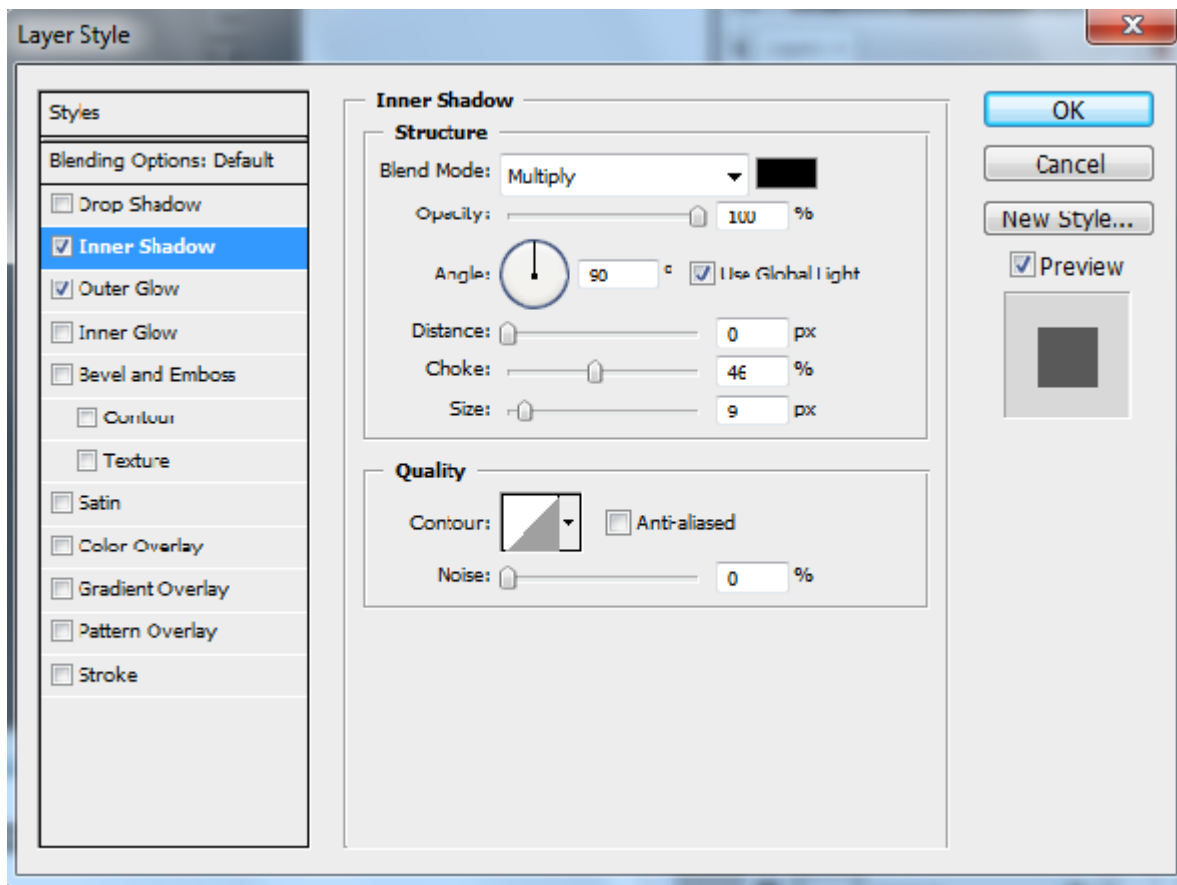 Layer Style
X
Styles
Blending Options: Default
Drop Shadow
Inner Shadow
Outer Glow
Inner Glow
Bevel and Emboss
Contour
Texture
Satin
Color Overlay
Gradient Overlay
Pattern Overlay
Stroke
Inner Shadow
Structure
Blend Mode: Multiply
Opacity: 100 %
Angle: 90 ° Use Global Light
Distance: 0 px
Choke: 46 %
Size: 9 px
Quality
Contour: Anti-aliased
Noise: 0 %
OK
Cancel
New Style...
Preview